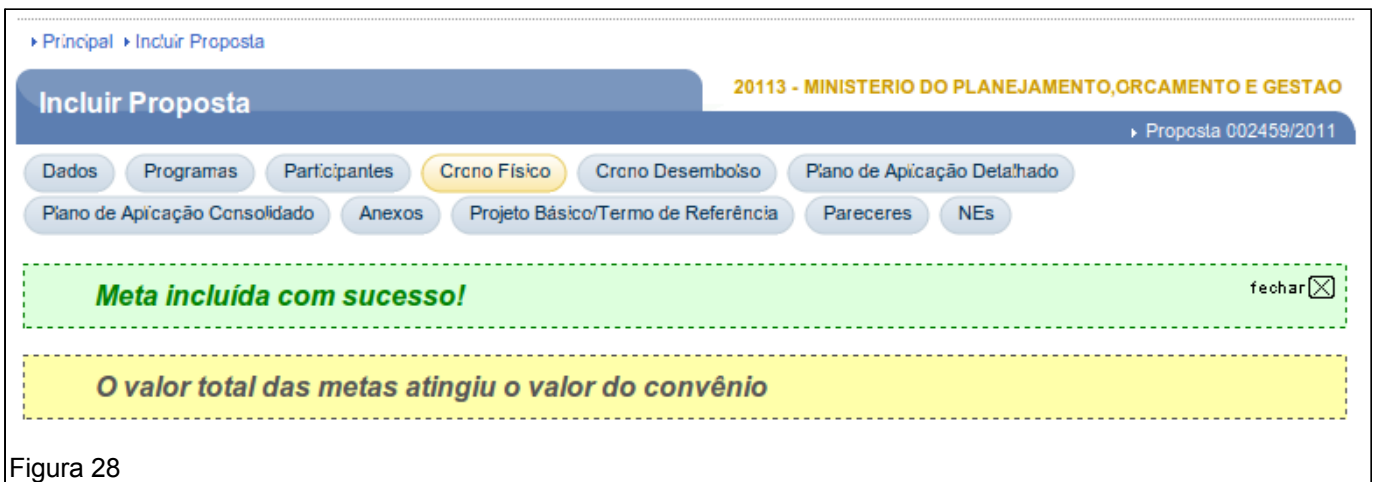 Principal Incluir Proposta
20113 - MINISTERIO DO PLANEJAMENTO,ORCAMENTO E GESTAO
Incluir Proposta
Proposta 002459/2011
Dados Programas Participantes Crono Físico Crono Desembolso Plano de Aplicação Detalhado
Plano de Aplicação Consolidado Anexos Projeto Básico/Termo de Referência Pareceres NEs
Meta incluída com sucesso! fechar
O valor total das metas atingiu o valor do convênio
Figura 28